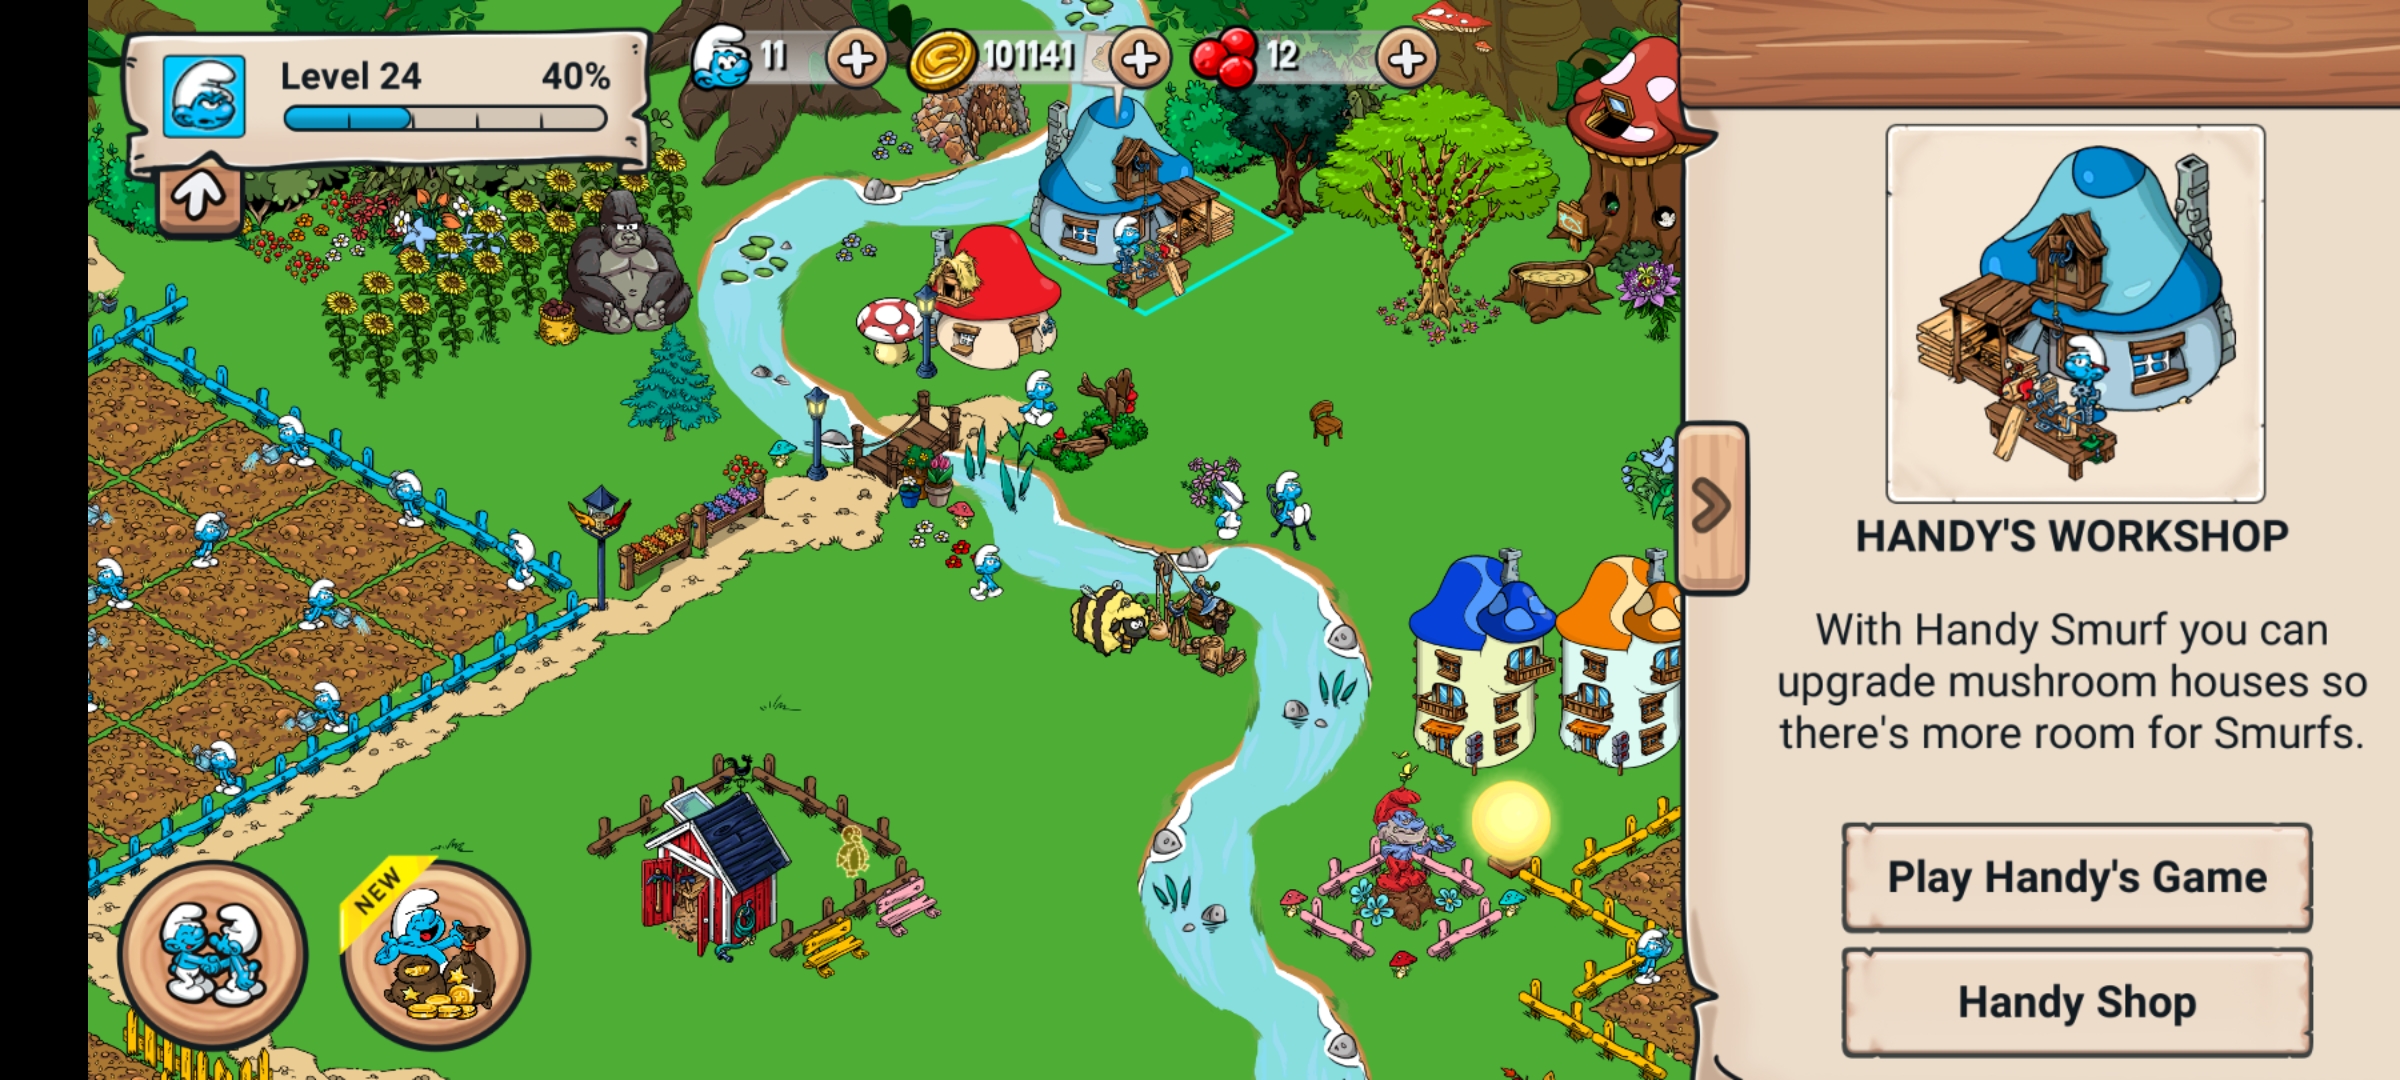 Level 24 40%
11
101141
12
NEW
HANDY'S WORKSHOP
With Handy Smurf you can
upgrade mushroom houses so
there's more room for Smurfs.
Play Handy's Game
Handy Shop